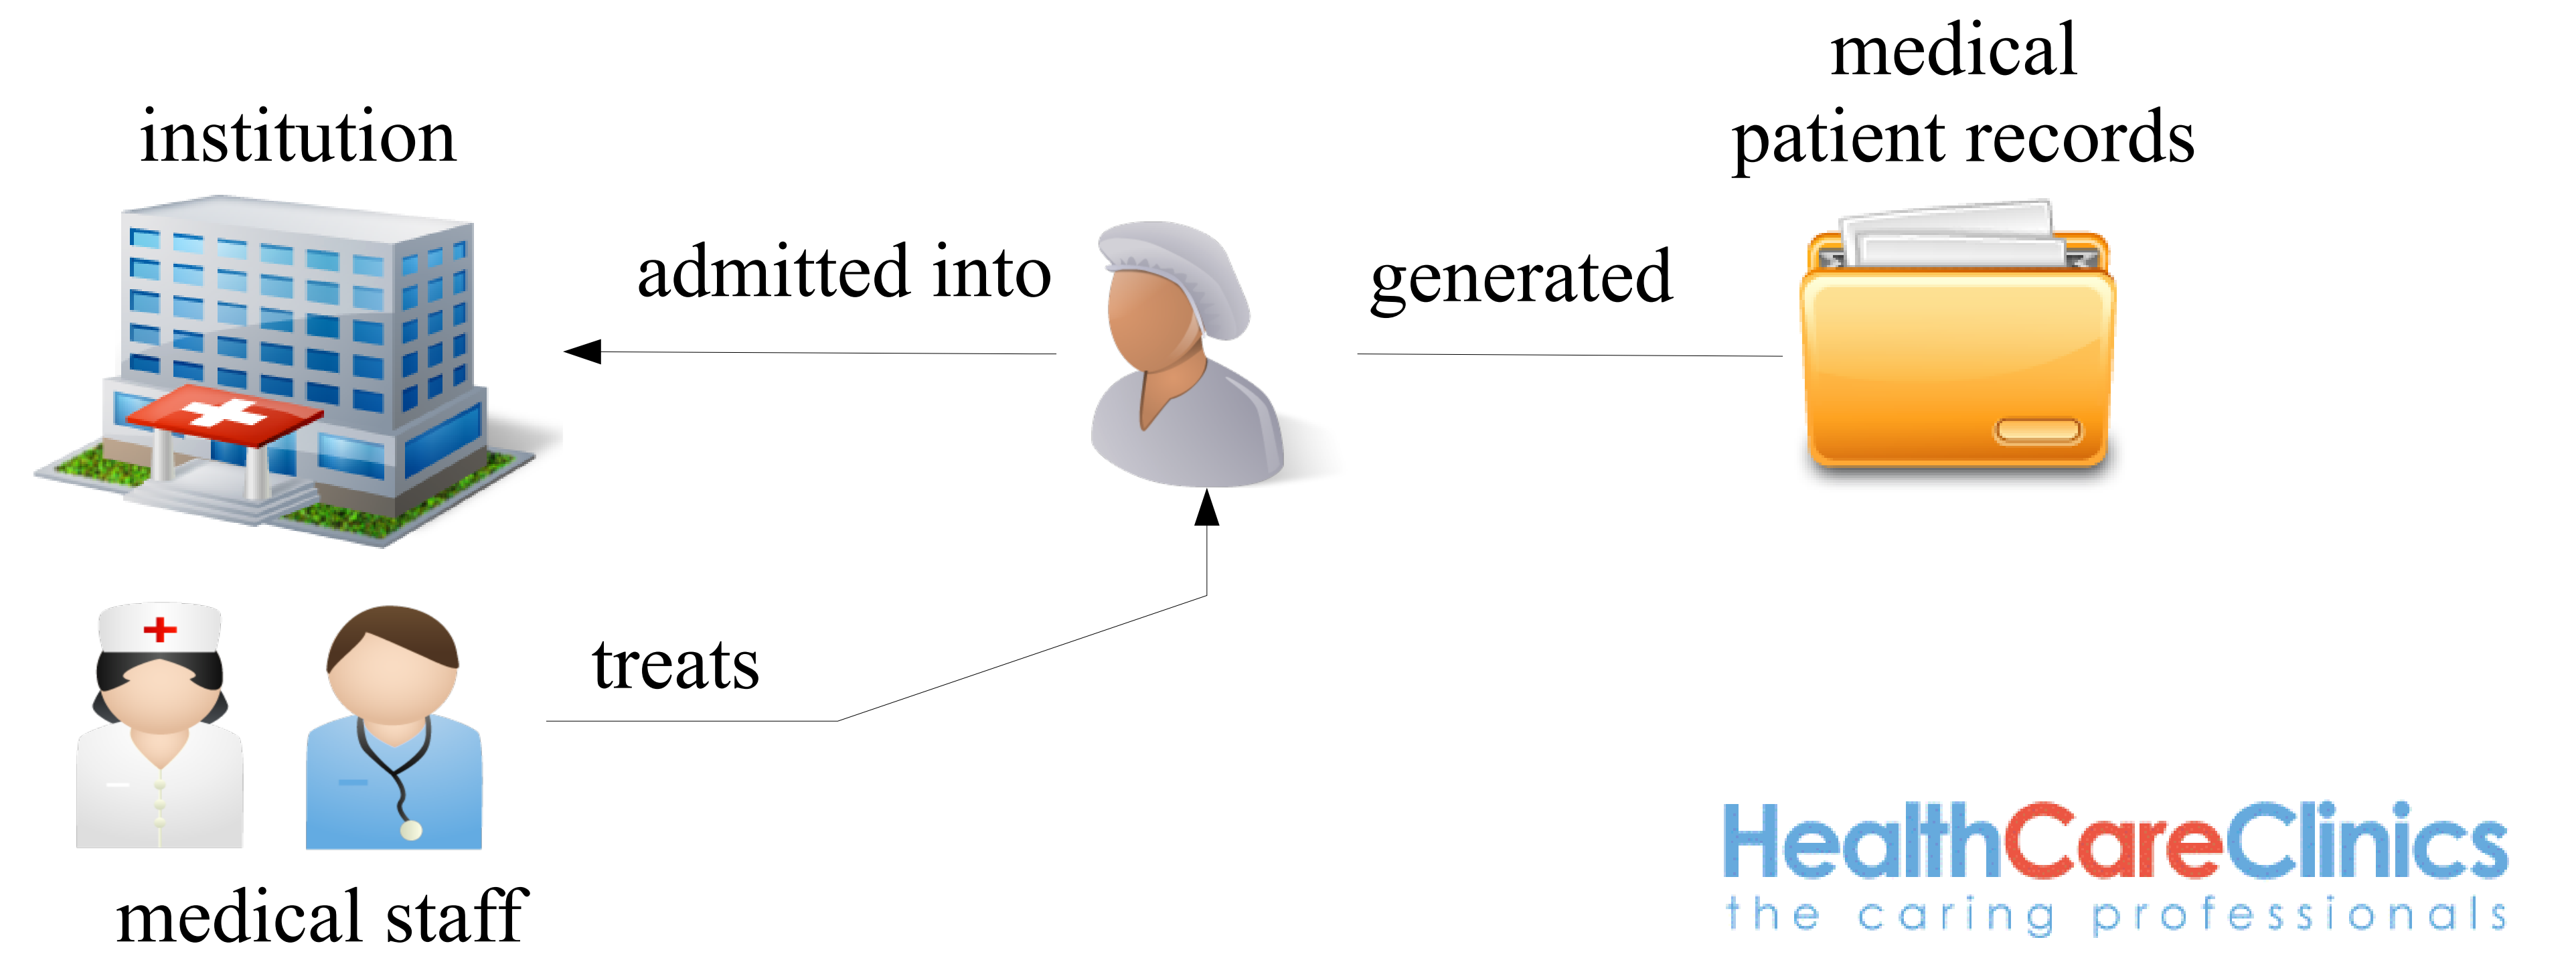 medical
patient records
institution
admitted into
generated
treats
medical staff
HealthCareClinics
the caring professionals